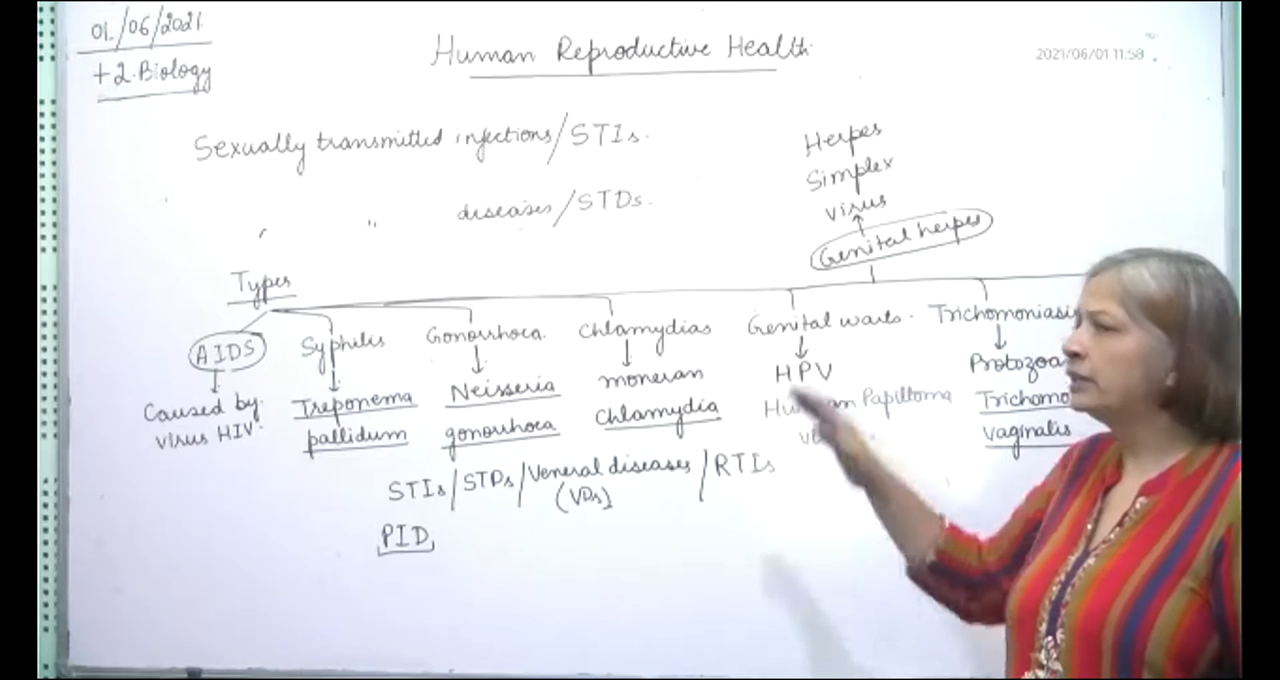 01/06/2021
+2 Biology
Human Reproductive Health
2021/06/01 11:58
Sexually transmitted infections/STIs.
" " diseases/STDs.
Herpes
Simplex
virus
Genital herpes
Types
AIDS
Caused by
virus HIV
Syphilis
Treponema
pallidum
Gonorrhoea
Neisseria
gonorrhoea
Chlamydias
moneran
Chlamydia
Genital warts.
HPV
Papilloma
Trichomoniasis
Protozoa
Trichomo
vaginalis
STIs/STDs/Veneral diseases/RTIs
(VDs)
PID